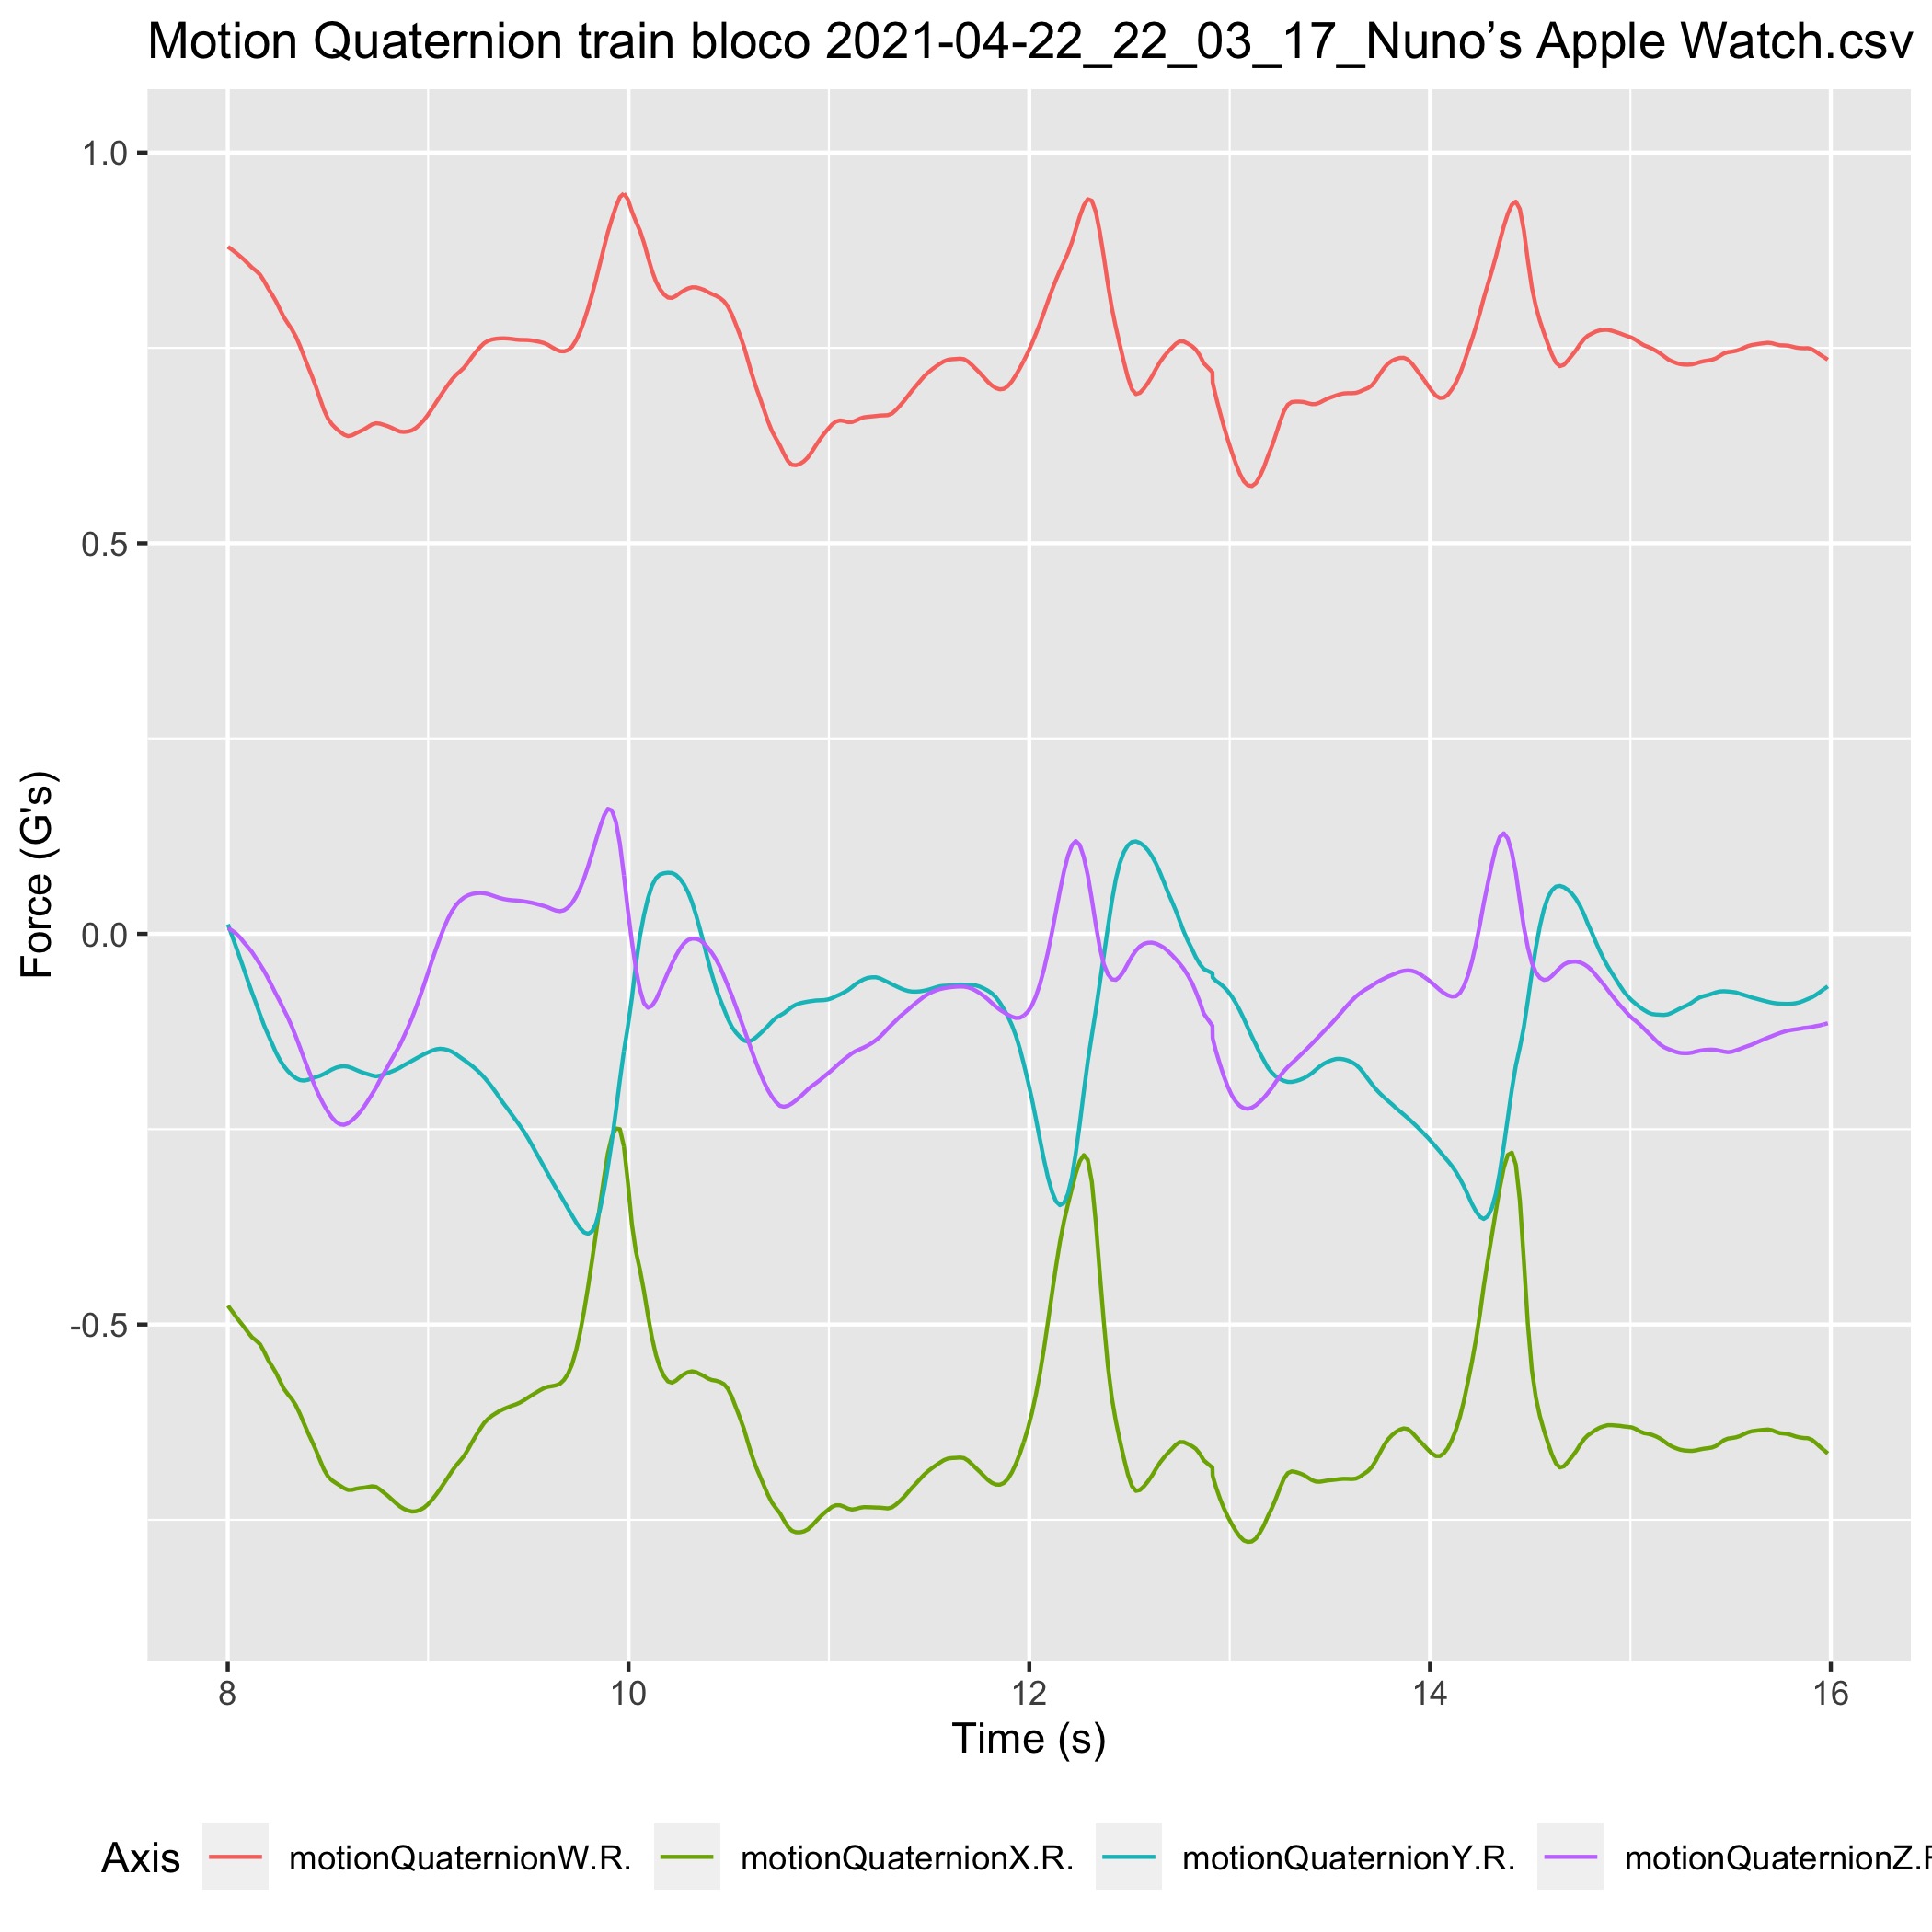 Motion Quaternion train bloco 2021-04-22_22_03_17_Nuno’s Apple Watch.csv
1.0
0.5
0.0
-0.5
Force (G's)
8 10 12 14 16
Time (s)
Axis motionQuaternionW.R. motionQuaternionX.R. motionQuaternionY.R. motionQuaternionZ.R